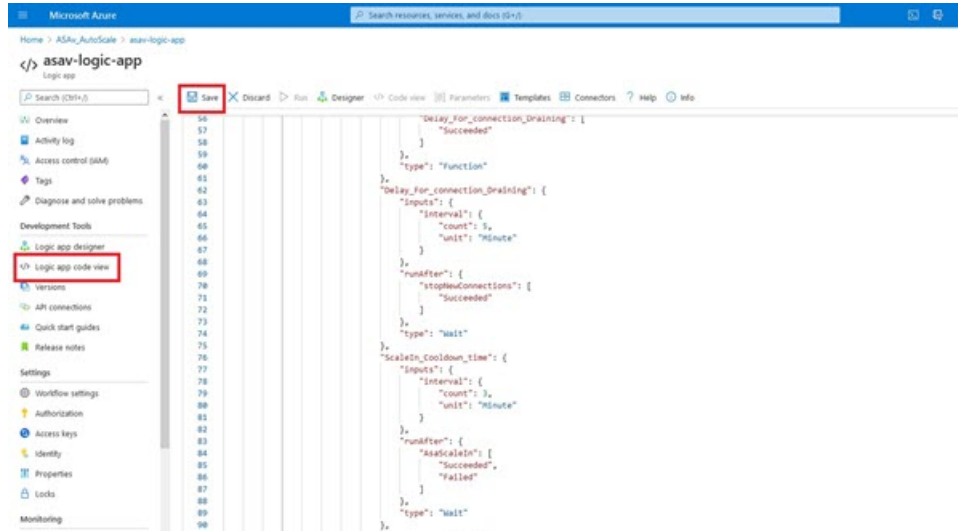 Microsoft Azure
Search resources, services, and docs (G+/)
Home > ASAv_AutoScale > asav-logic-app
</> asav-logic-app
Logic app
Search (Ctrl+/)
«
Save
Discard
Run
Designer
</> Code view
[@] Parameters
Templates
Connectors
? Help
Info
Overview
Activity log
Access control (IAM)
Tags
Diagnose and solve problems
Development Tools
Logic app designer
</> Logic app code view
Versions
API connections
Quick start guides
Release notes
Settings
Workflow settings
Authorization
Access keys
Identity
Properties
Locks
Monitoring
56 "Delay_For_connection_Draining": [
57 "Succeeded"
58 ]
59 },
60 "type": "Function"
61 },
62 "Delay_For_connection_Draining": {
63 "inputs": {
64 "interval": {
65 "count": 5,
66 "unit": "Minute"
67 }
68 },
69 "runAfter": {
70 "stopNewConnections": [
71 "Succeeded"
72 ]
73 },
74 "type": "Wait"
75 },
76 "ScaleIn_Cooldown_time": {
77 "inputs": {
78 "interval": {
79 "count": 3,
80 "unit": "Minute"
81 }
82 },
83 "runAfter": {
84 "AsaScaleIn": [
85 "Succeeded",
86 "Failed"
87 ]
88 },
89 "type": "Wait"
90 },